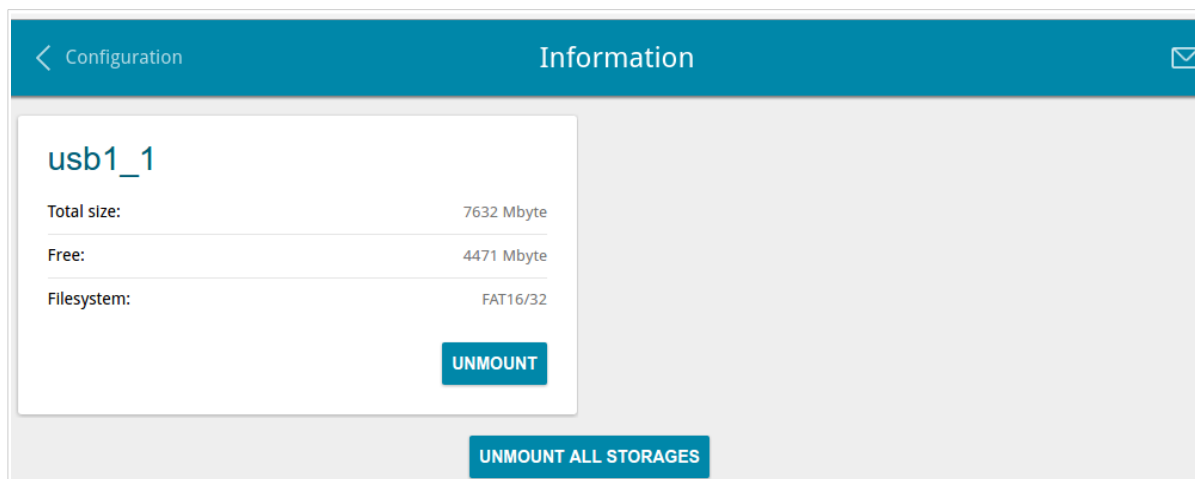 Configuration
Information
usb1_1
Total size: 7632 Mbyte
Free: 4471 Mbyte
Filesystem: FAT16/32
UNMOUNT
UNMOUNT ALL STORAGES